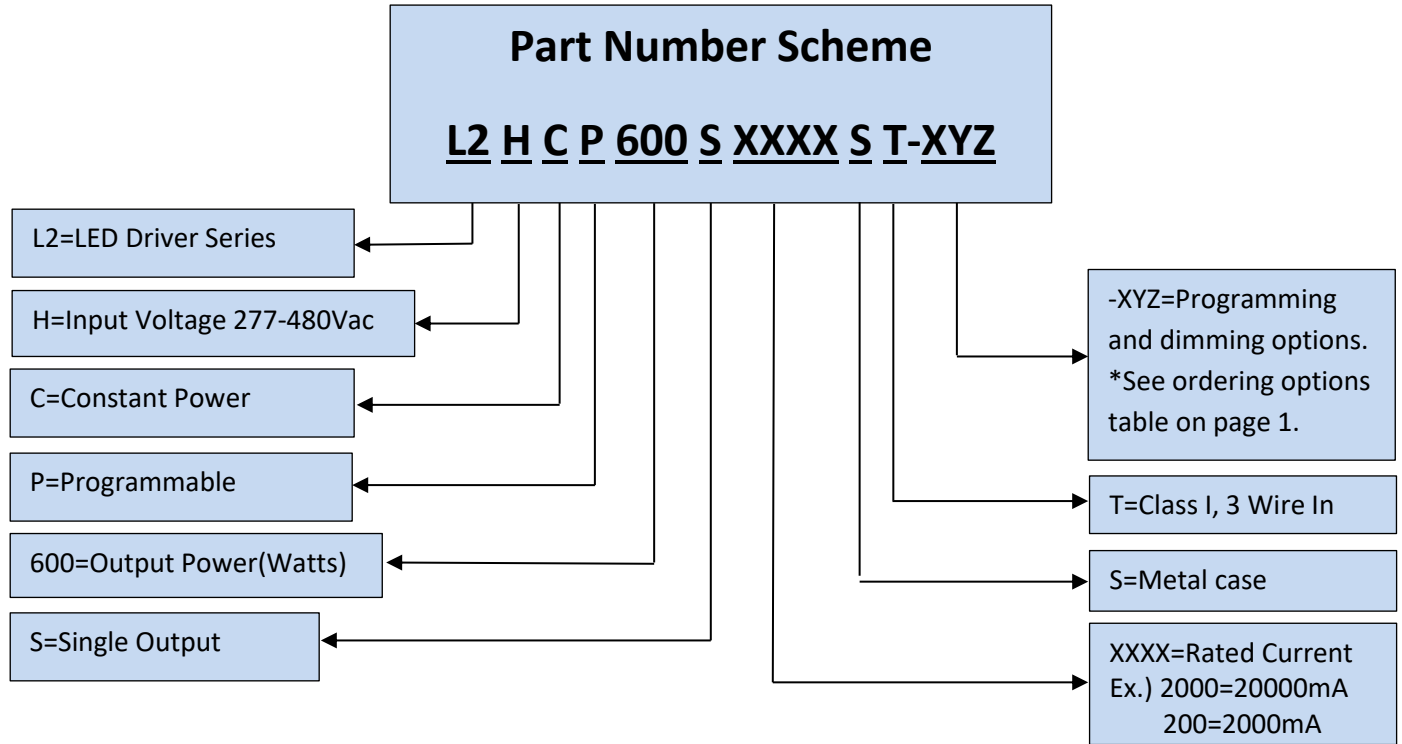 Part Number Scheme
L2 H C P 600 S XXXX S T-XYZ
L2=LED Driver Series
H=Input Voltage 277-480Vac
C=Constant Power
P=Programmable
600=Output Power(Watts)
S=Single Output
-XYZ=Programming
and dimming options.
*See ordering options
table on page 1.
T=Class I, 3 Wire In
S=Metal case
XXXX=Rated Current
Ex.) 2000=20000mA
200=2000mA